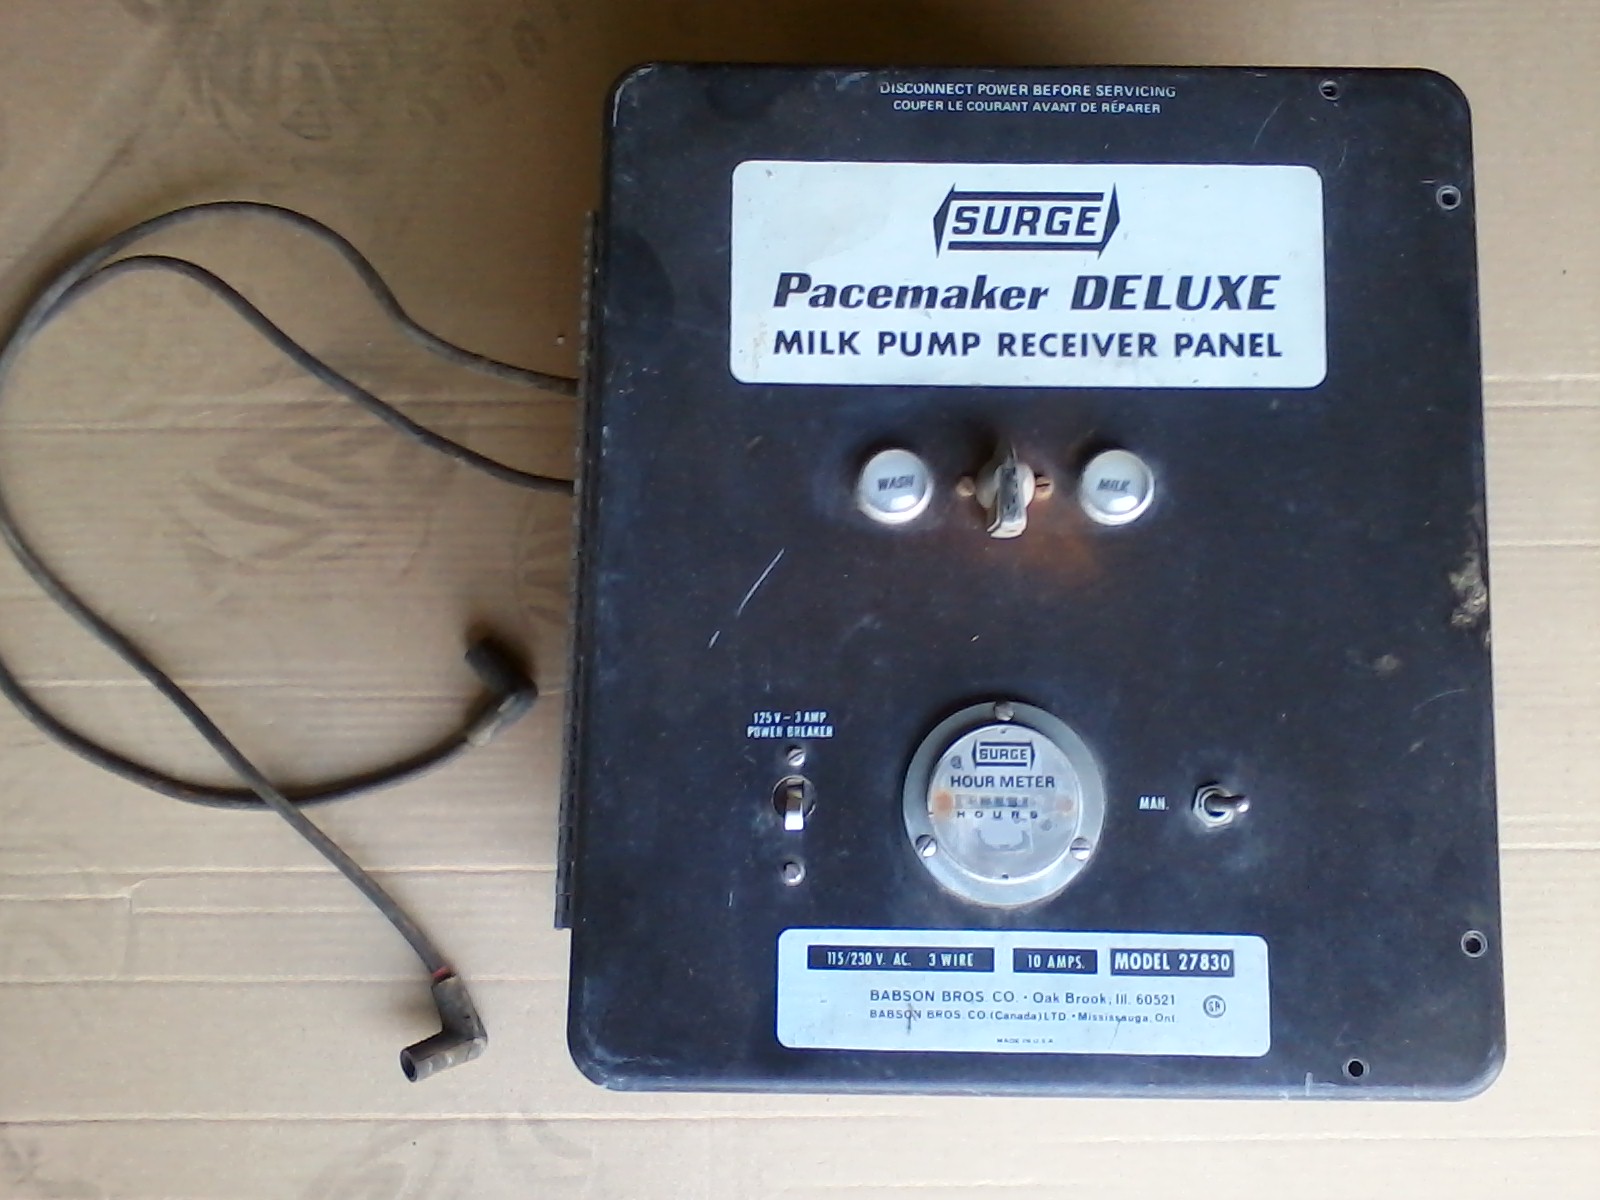 DISCONNECT POWER BEFORE SERVICING
COUPER LE COURANT AVANT DE RÉPARER
SURGE
Pacemaker DELUXE
MILK PUMP RECEIVER PANEL
WASH
MILK
125 V – 3 AMP
POWER BREAKER
SURGE
HOUR METER
HOURS
MAN.
115/230 V. AC. 3 WIRE 10 AMPS. MODEL 27830
BABSON BROS. CO. · Oak Brook, Ill. 60521
BABSON BROS. CO. (Canada) LTD · Mississauga, Ont.
MADE IN U.S.A.